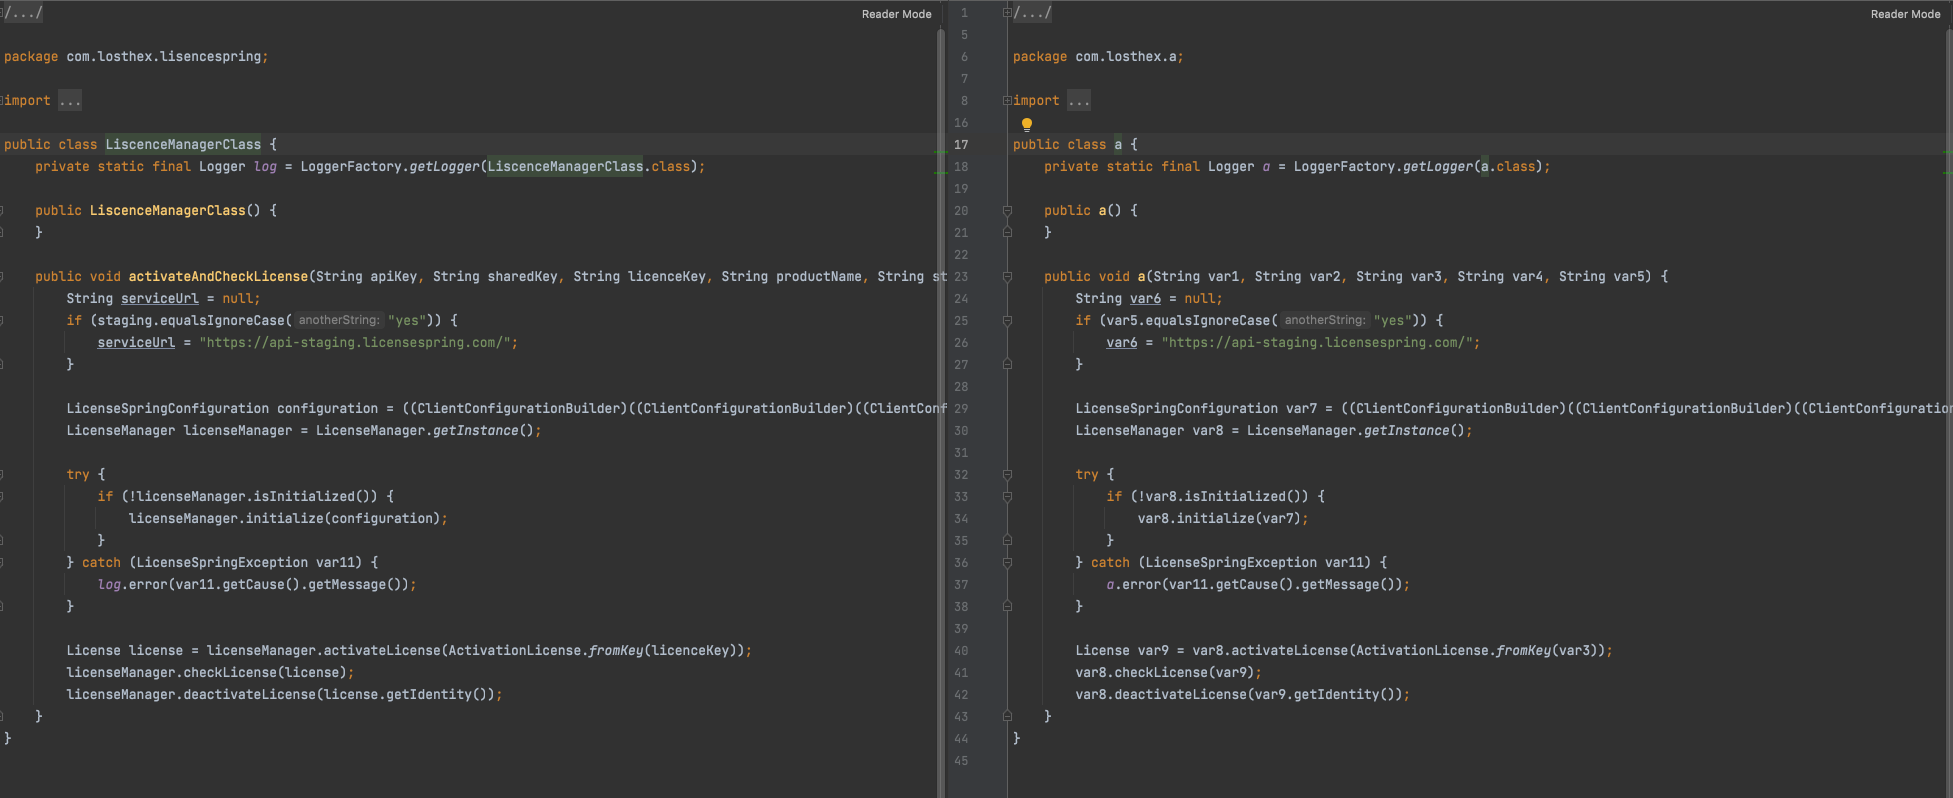 /.../
Reader Mode
package com.losthex.lisencespring;
import ...
public class LiscenceManagerClass {
private static final Logger log = LoggerFactory.getLogger(LiscenceManagerClass.class);
public LiscenceManagerClass() {
}
public void activateAndCheckLicense(String apiKey, String sharedKey, String licenceKey, String productName, String st
String serviceUrl = null;
if (staging.equalsIgnoreCase( anotherString: "yes")) {
serviceUrl = "https://api-staging.licensespring.com/";
}
LicenseSpringConfiguration configuration = ((ClientConfigurationBuilder)((ClientConfigurationBuilder)((ClientConf
LicenseManager licenseManager = LicenseManager.getInstance();
try {
if (!licenseManager.isInitialized()) {
licenseManager.initialize(configuration);
}
} catch (LicenseSpringException var11) {
log.error(var11.getCause().getMessage());
}
License license = licenseManager.activateLicense(ActivationLicense.fromKey(licenceKey));
licenseManager.checkLicense(license);
licenseManager.deactivateLicense(license.getIdentity());
}
}
1 /.../
Reader Mode
5
6 package com.losthex.a;
7
8 import ...
16
17 public class a {
18 private static final Logger a = LoggerFactory.getLogger(a.class);
19
20 public a() {
21 }
22
23 public void a(String var1, String var2, String var3, String var4, String var5) {
24 String var6 = null;
25 if (var5.equalsIgnoreCase( anotherString: "yes")) {
26 var6 = "https://api-staging.licensespring.com/";
27 }
28
29 LicenseSpringConfiguration var7 = ((ClientConfigurationBuilder)((ClientConfigurationBuilder)((ClientConfiguration
30 LicenseManager var8 = LicenseManager.getInstance();
31
32 try {
33 if (!var8.isInitialized()) {
34 var8.initialize(var7);
35 }
36 } catch (LicenseSpringException var11) {
37 a.error(var11.getCause().getMessage());
38 }
39
40 License var9 = var8.activateLicense(ActivationLicense.fromKey(var3));
41 var8.checkLicense(var9);
42 var8.deactivateLicense(var9.getIdentity());
43 }
44 }
45